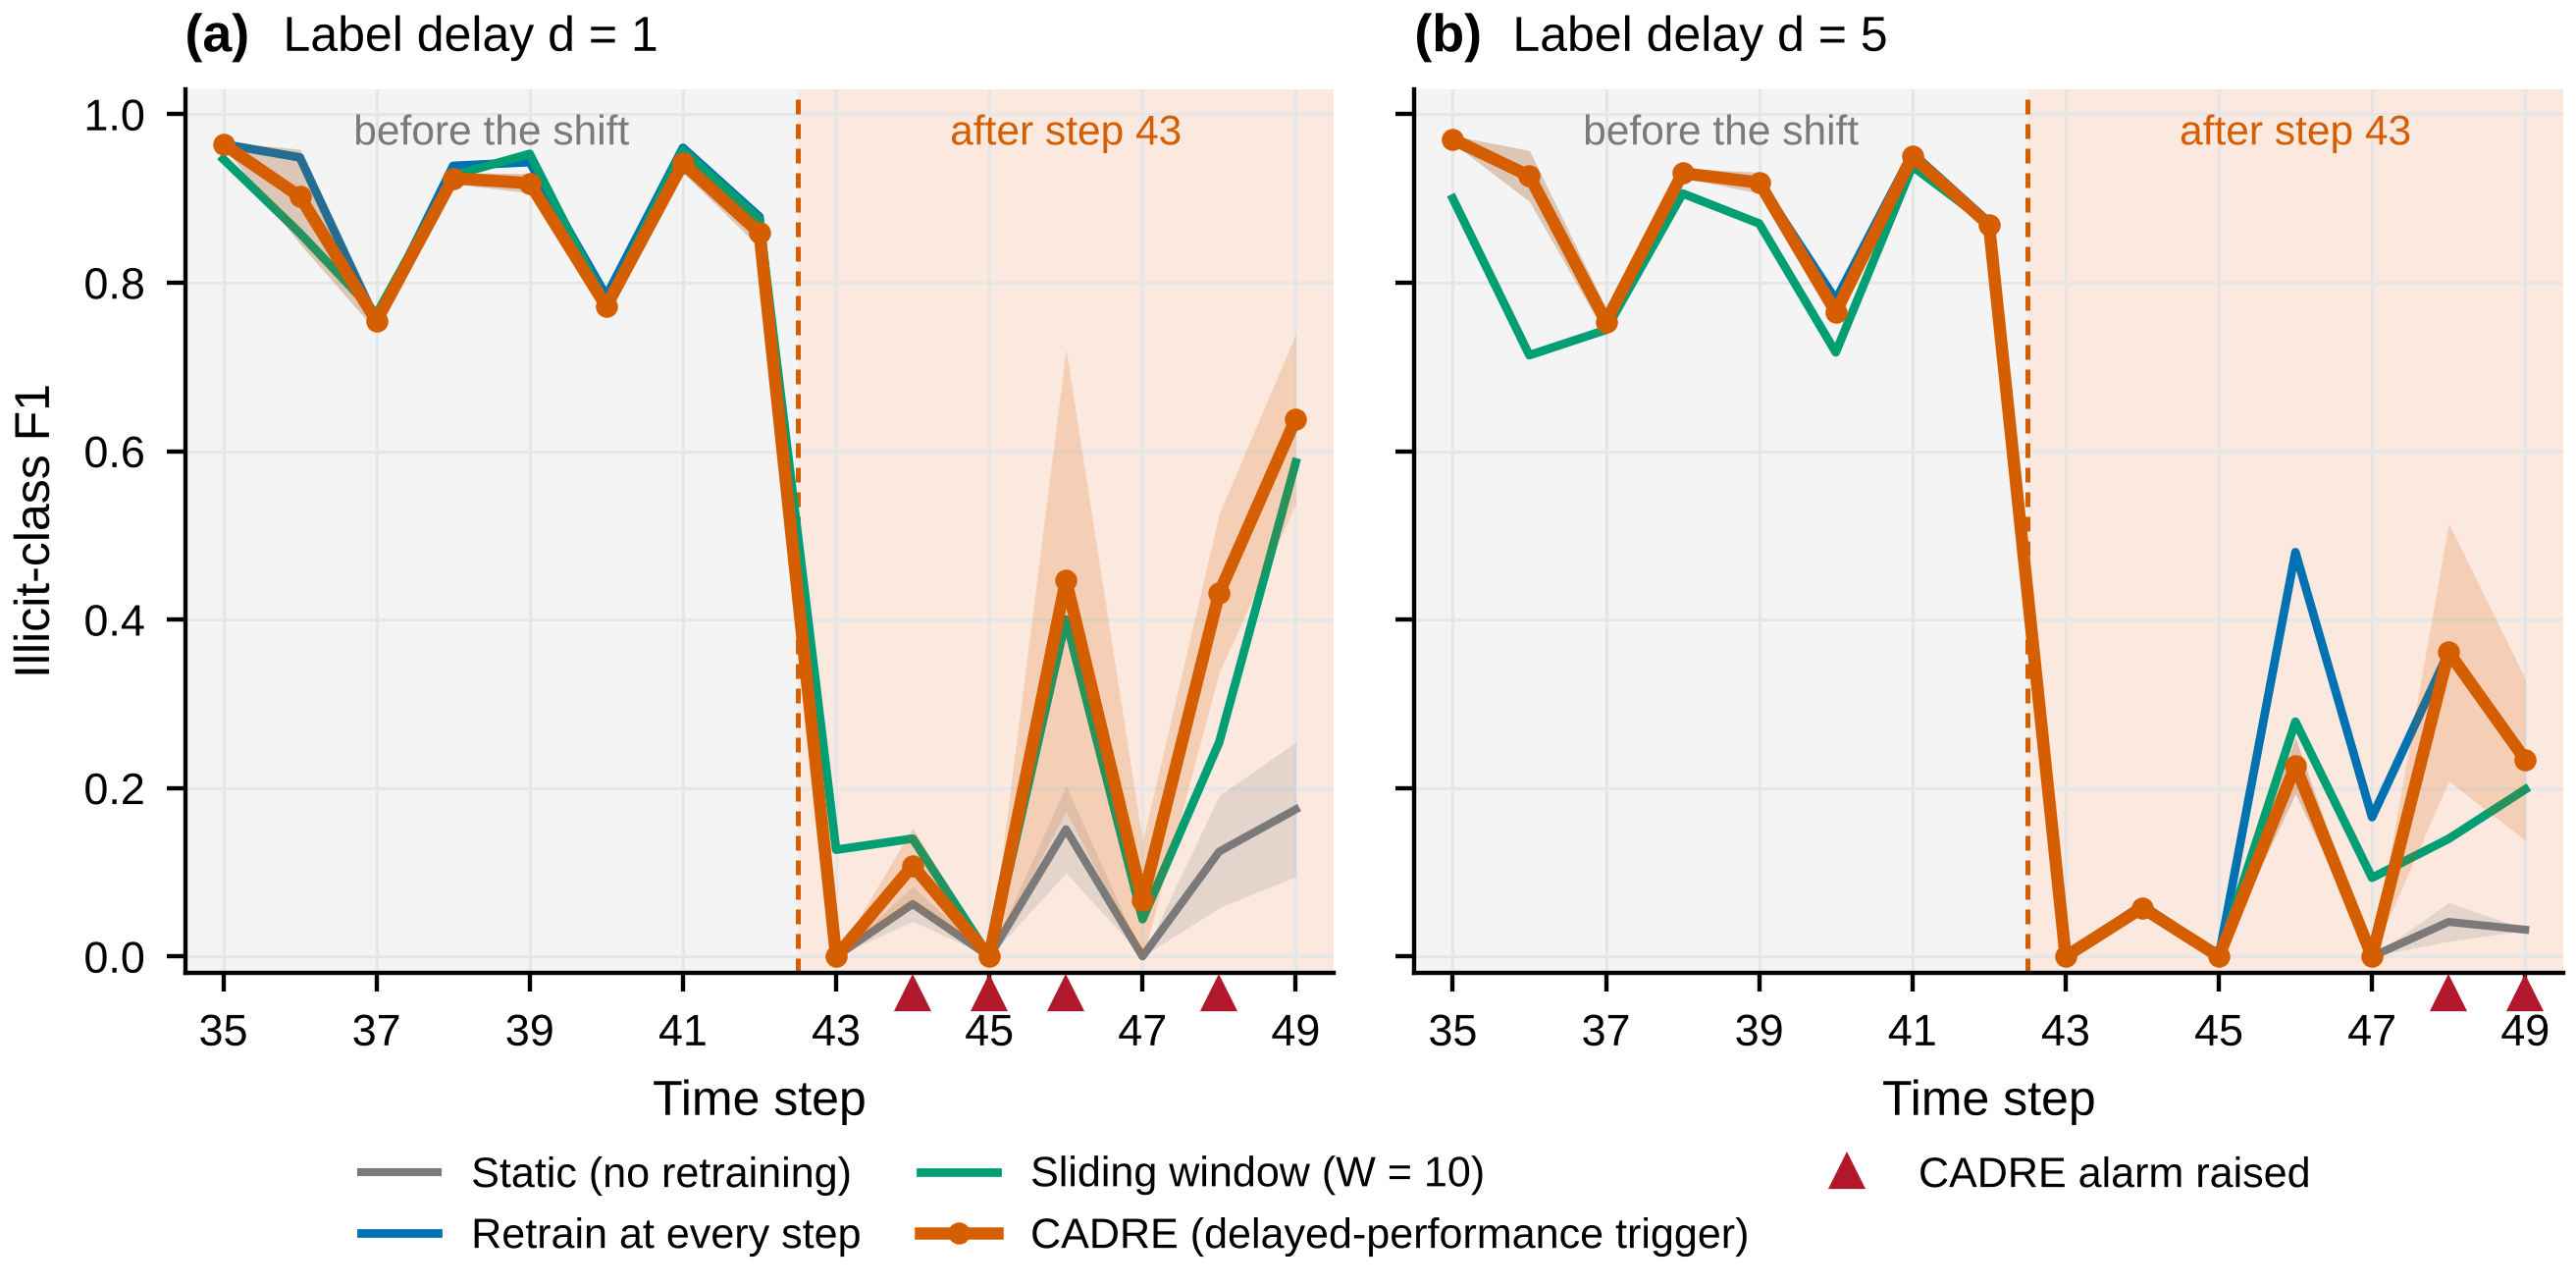 (a) Label delay d = 1
(b) Label delay d = 5
Illicit-class F1
1.0
0.8
0.6
0.4
0.2
0.0
before the shift
after step 43
before the shift
after step 43
35 37 39 41 43 45 47 49
35 37 39 41 43 45 47 49
Time step
Time step
Static (no retraining)
Sliding window (W = 10)
CADRE alarm raised
Retrain at every step
CADRE (delayed-performance trigger)